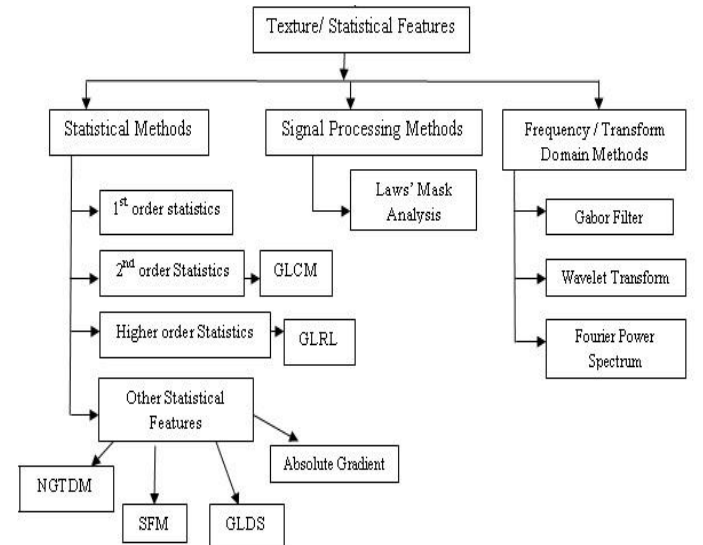 Texture/ Statistical Features
Statistical Methods
Signal Processing Methods
Frequency / Transform
Domain Methods
1st order statistics
2nd order Statistics
GLCM
Higher order Statistics
GLRL
Other Statistical
Features
NGTDM
SFM
GLDS
Absolute Gradient
Laws' Mask
Analysis
Gabor Filter
Wavelet Transform
Fourier Power
Spectrum